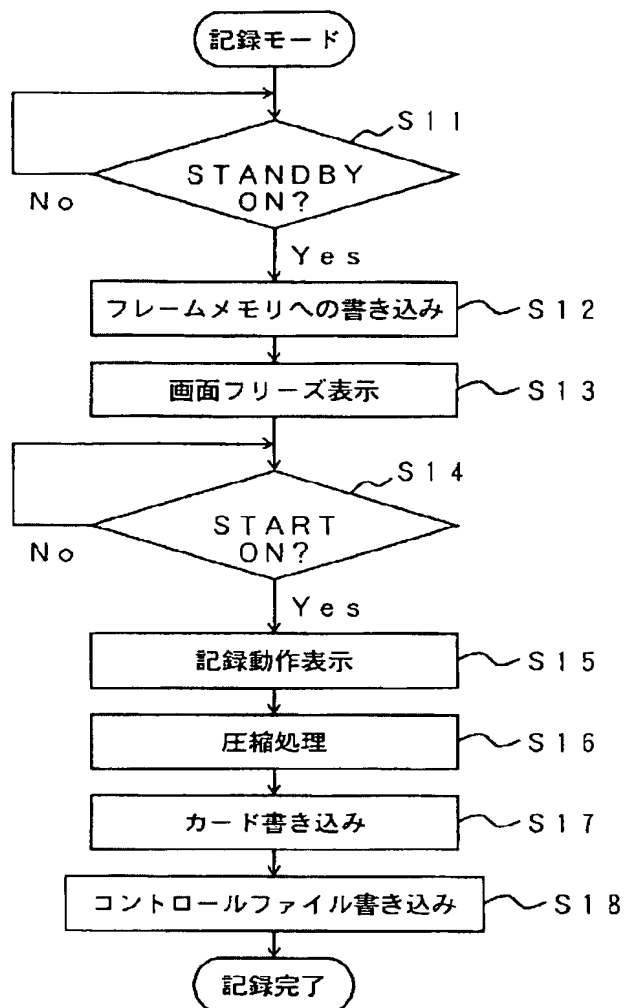 記録モード
S11
STANDBY
ON?
No
Yes
フレームメモリへの書き込み
S12
画面フリーズ表示
S13
S14
START
ON?
No
Yes
記録動作表示
S15
圧縮処理
S16
カード書き込み
S17
コントロールファイル書き込み
S18
記録完了